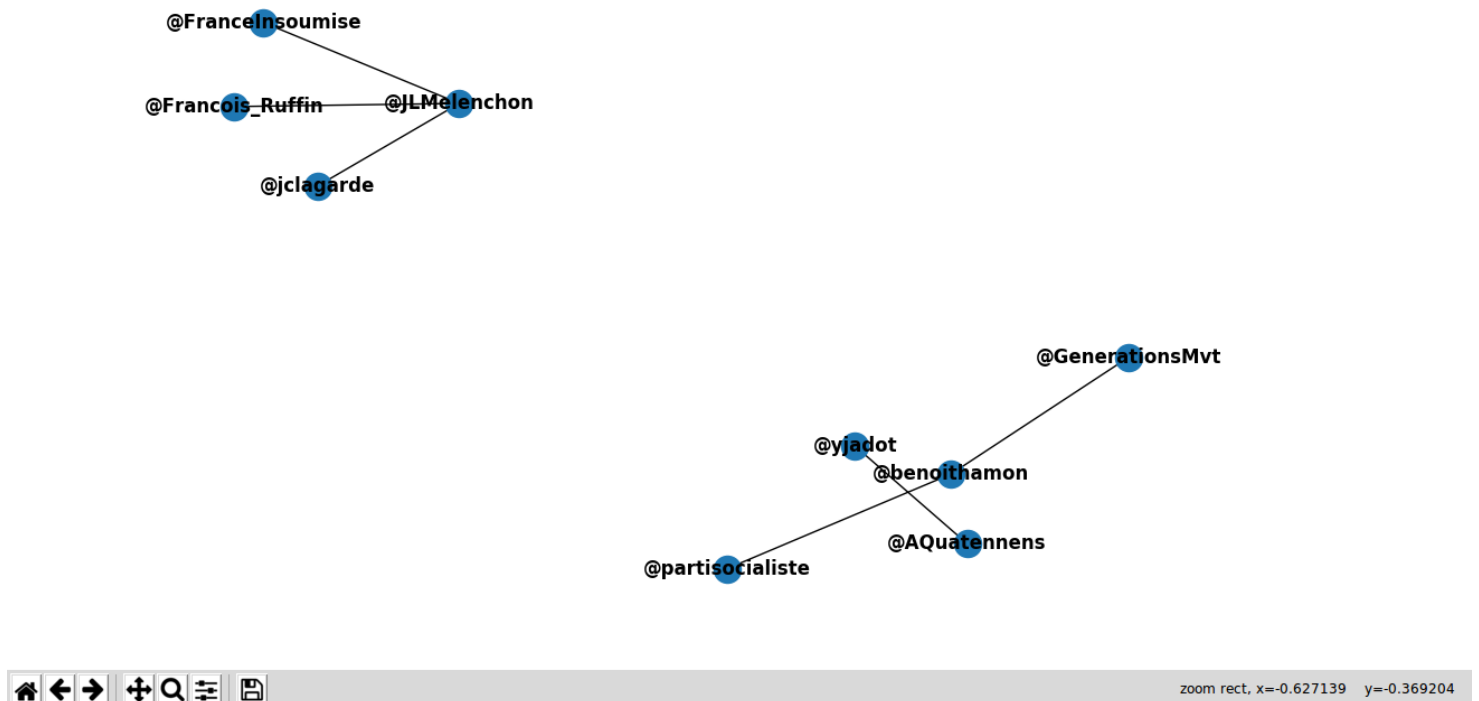 @FranceInsoumise
@Francois_Ruffin
@JLMelenchon
@jclagarde
@GenerationsMvt
@yjadot
@benoithamon
@AQuatennens
@partisocialiste
zoom rect, x=-0.627139 y=-0.369204